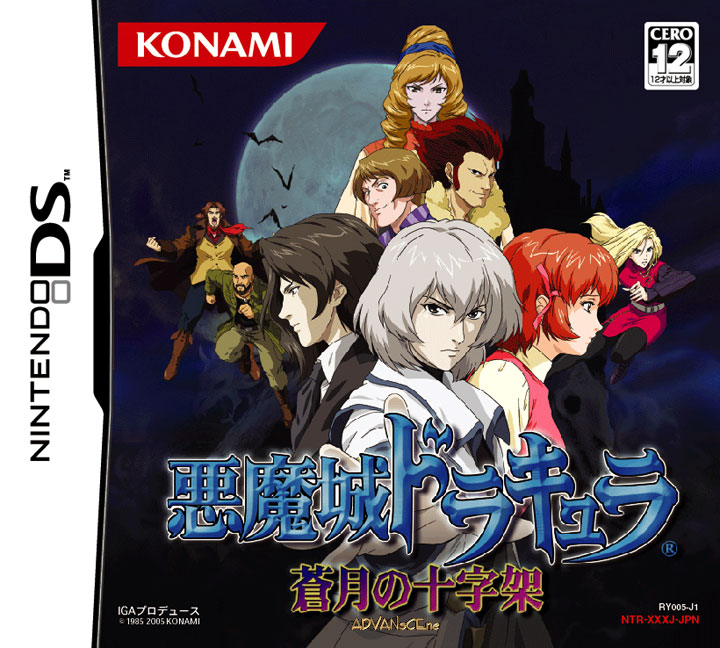 KONAMI
CERO
12
12才以上対象
NINTENDO DS™
悪魔城ドラキュラ®
蒼月の十字架
ADVANsCEne
IGAプロデュース
© 1985 2005 KONAMI
RY005-J1
NTR-XXXJ-JPN